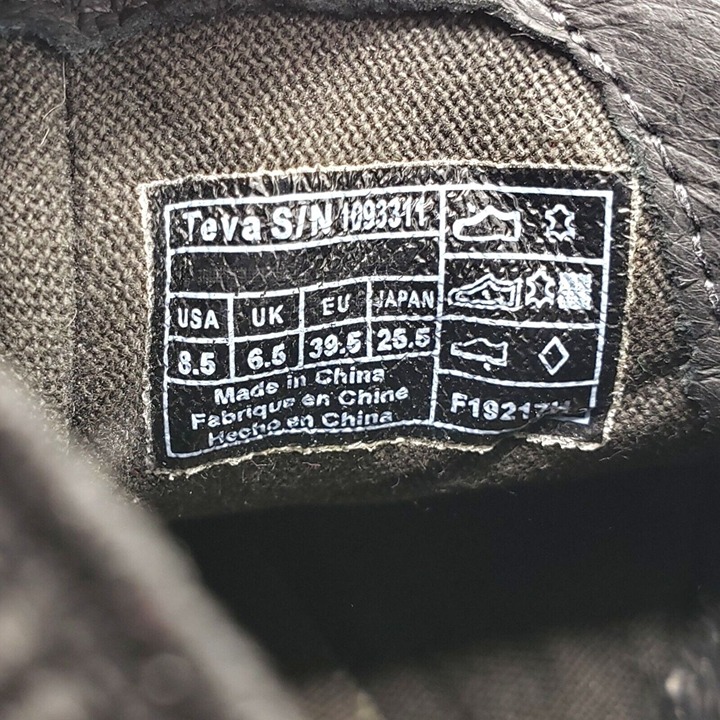 Teva S/N 1093311
USA UK EU JAPAN
8.5 6.5 39.5 25.5
Made in China
Fabriqué en Chine
Hecho en China